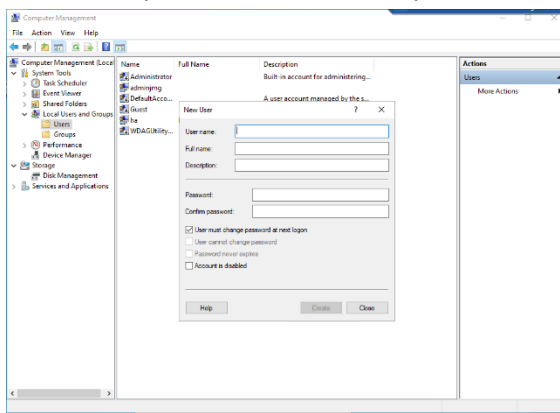 Computer Management
File Action View Help
Computer Management (Local
System Tools
Task Scheduler
Event Viewer
Shared Folders
Local Users and Groups
Users
Groups
Performance
Device Manager
Storage
Disk Management
Services and Applications
Name Full Name Description
Administrator Built-in account for administering...
adminjmg
DefaultAcco... A user account managed by the s...
Guest
ha
WDAGUtility...
Actions
Users
More Actions
New User
User name:
Full name:
Description:
Password:
Confirm password:
User must change password at next logon
User cannot change password
Password never expires
Account is disabled
Help Create Close